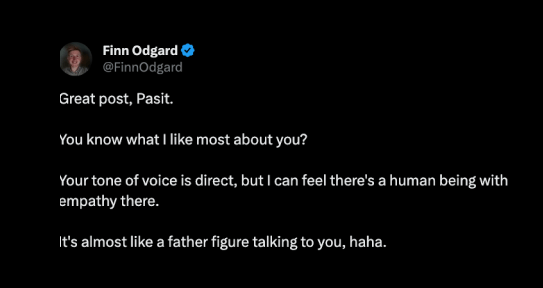 Finn Odgard
@FinnOdgard
Great post, Pasit.
You know what I like most about you?
Your tone of voice is direct, but I can feel there's a human being with
empathy there.
It's almost like a father figure talking to you, haha.